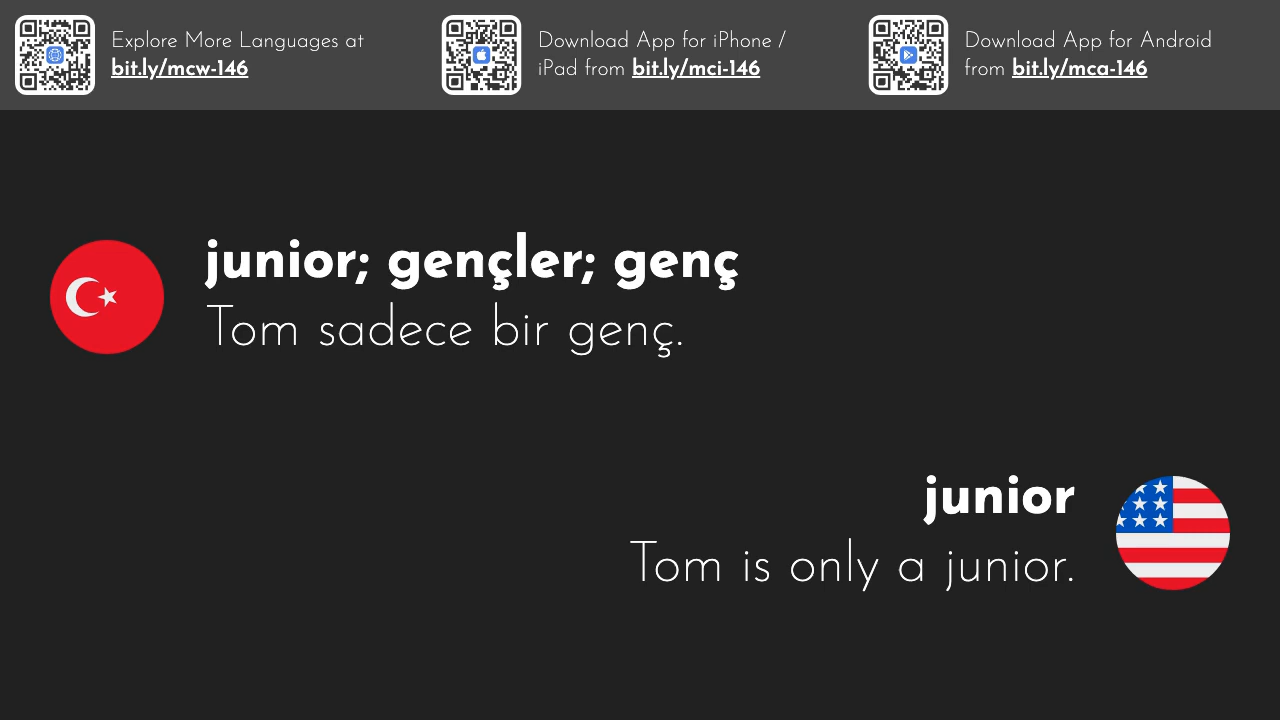 Explore More Languages at
bit.ly/mcw-146
Download App for iPhone /
iPad from bit.ly/mci-146
Download App for Android
from bit.ly/mca-146
junior; gençler; genç
Tom sadece bir genç.
junior
Tom is only a junior.